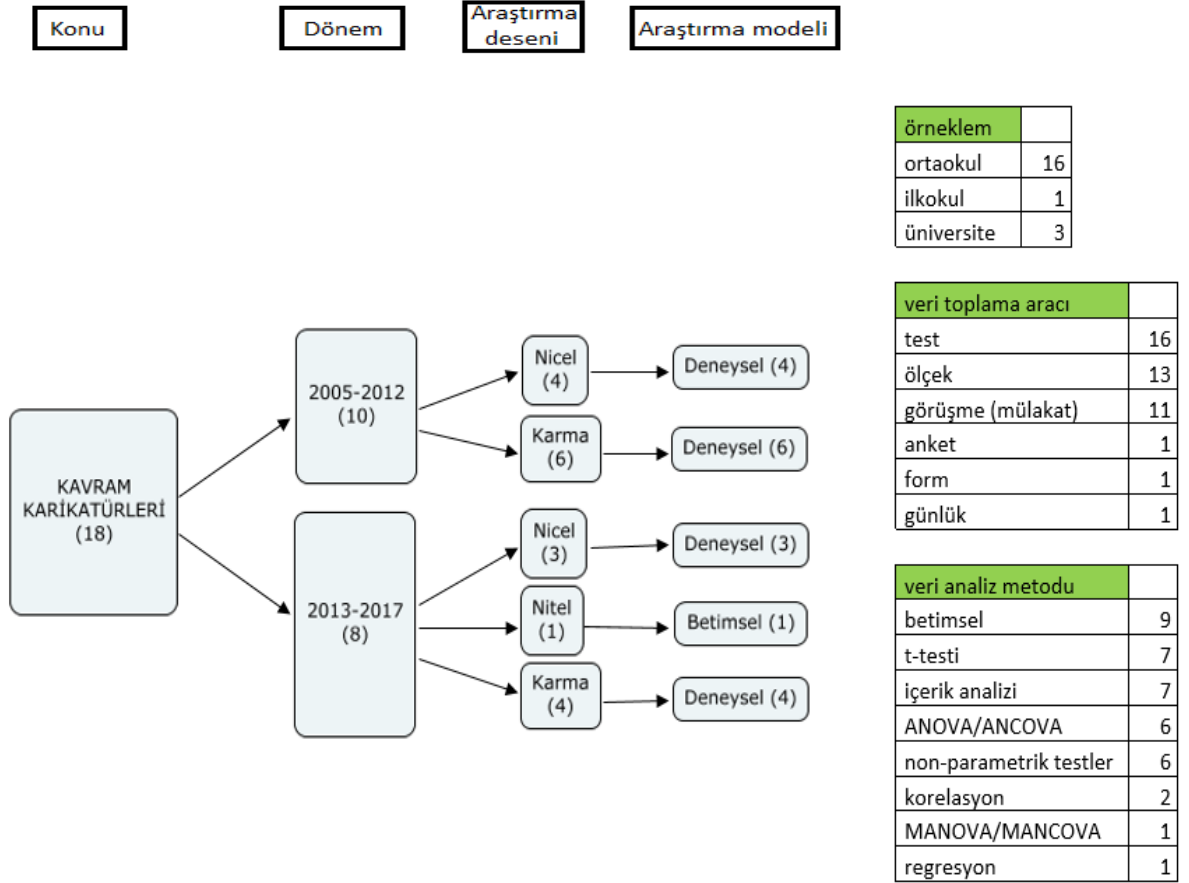 Konu
Dönem
Araştırma
deseni
Araştırma modeli
örneklem
ortaokul 16
ilkokul 1
üniversite 3
veri toplama aracı
test 16
ölçek 13
görüşme (mülakat) 11
anket 1
form 1
günlük 1
veri analiz metodu
betimsel 9
t-testi 7
içerik analizi 7
ANOVA/ANCOVA 6
non-parametrik testler 6
korelasyon 2
MANOVA/MANCOVA 1
regresyon 1
KAVRAM
KARİKATÜRLERİ
(18)
2005-2012
(10)
Nicel
(4)
Deneysel (4)
Karma
(6)
Deneysel (6)
2013-2017
(8)
Nicel
(3)
Deneysel (3)
Nitel
(1)
Betimsel (1)
Karma
(4)
Deneysel (4)